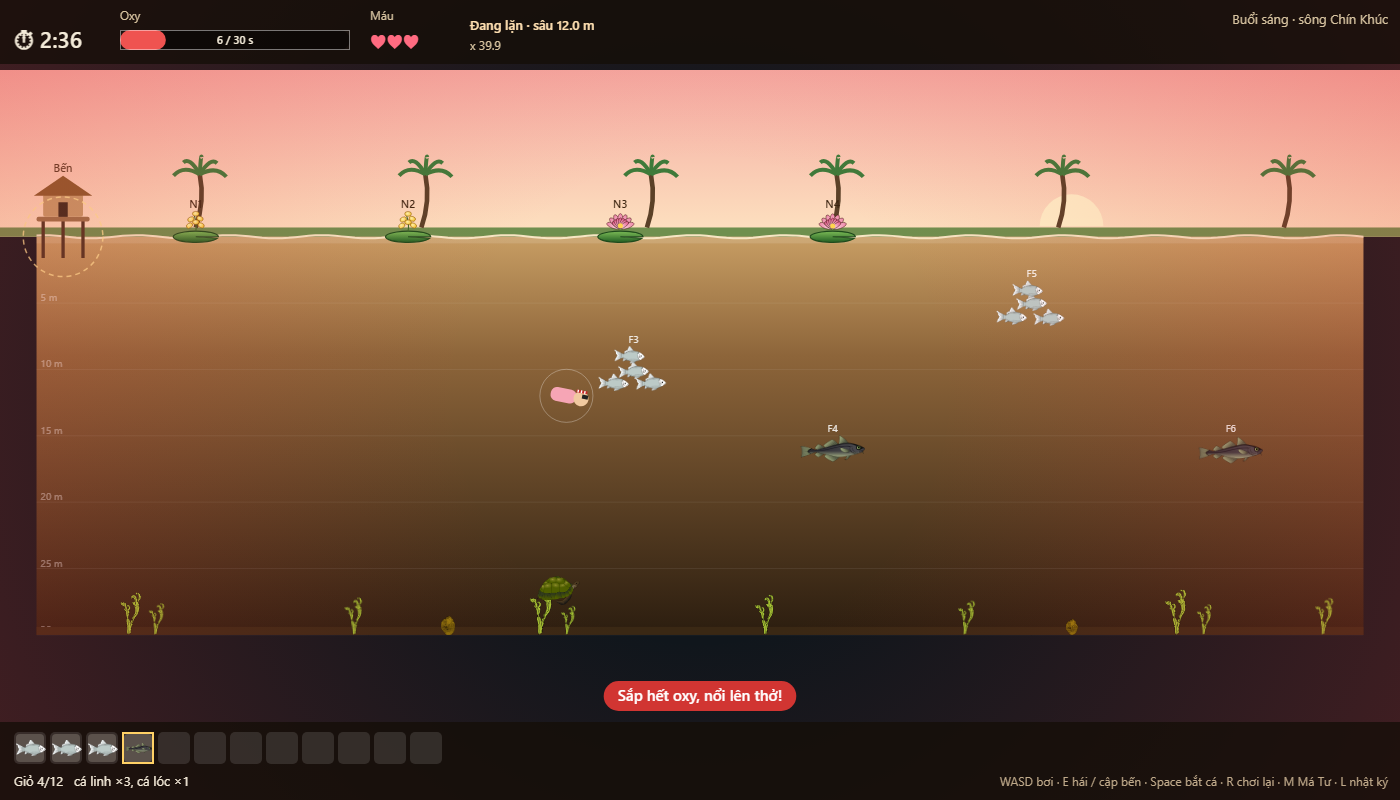 Oxy
Máu
Buổi sáng · sông Chín Khúc
Đang lặn · sâu 12.0 m
2:36
6 / 30 s
x 39.9
Bến
N1
N2
N3
N4
F5
5 m
F3
10 m
F4
F6
15 m
20 m
25 m
Sắp hết oxy, nổi lên thở!
Giỏ 4/12 cá linh ×3, cá lóc ×1
WASD bơi · E hái / cập bến · Space bắt cá · R chơi lại · M Má Tư · L nhật ký